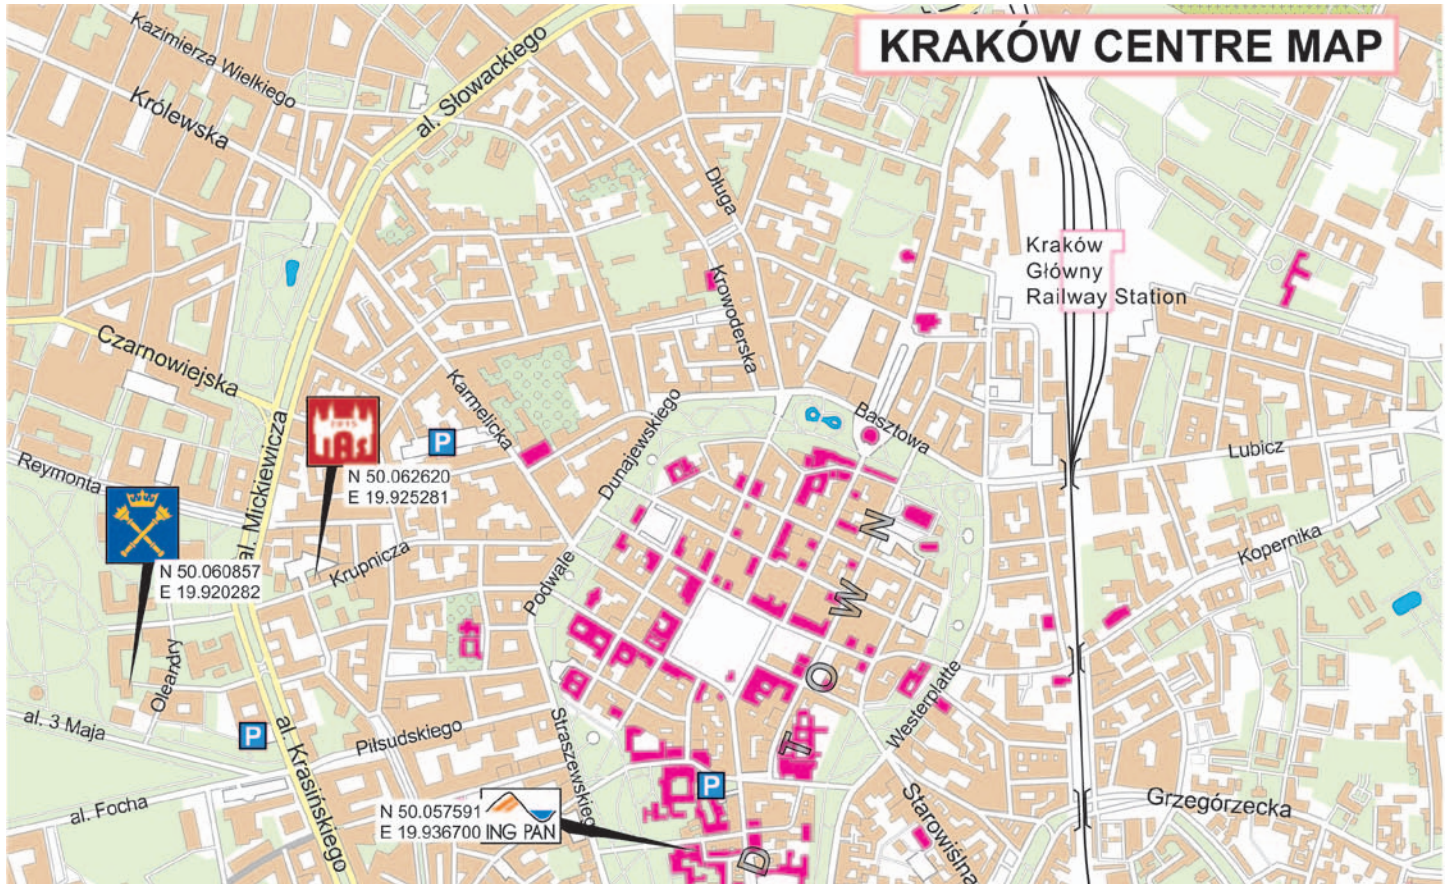 KRAKÓW CENTRE MAP
Kazimierza Wielkiego
Królewska
al. Słowackiego
Długa
Kraków
Główny
Railway Station
Krowoderska
Czarnowiejska
Karmelicka
al. Mickiewicza
Dunajewskiego
Basztowa
Lubicz
Reymonta
P
N 50.062620
E 19.925281
N 50.060857
E 19.920282
Krupnicza
Podwale
Kopernika
Oleandry
al. 3 Maja
P
al. Krasińskiego
Piłsudskiego
Straszewskiego
Westerplatte
D T O W N
P
al. Focha
N 50.057591
E 19.936700
ING PAN
Starowiślna
Grzegórzecka